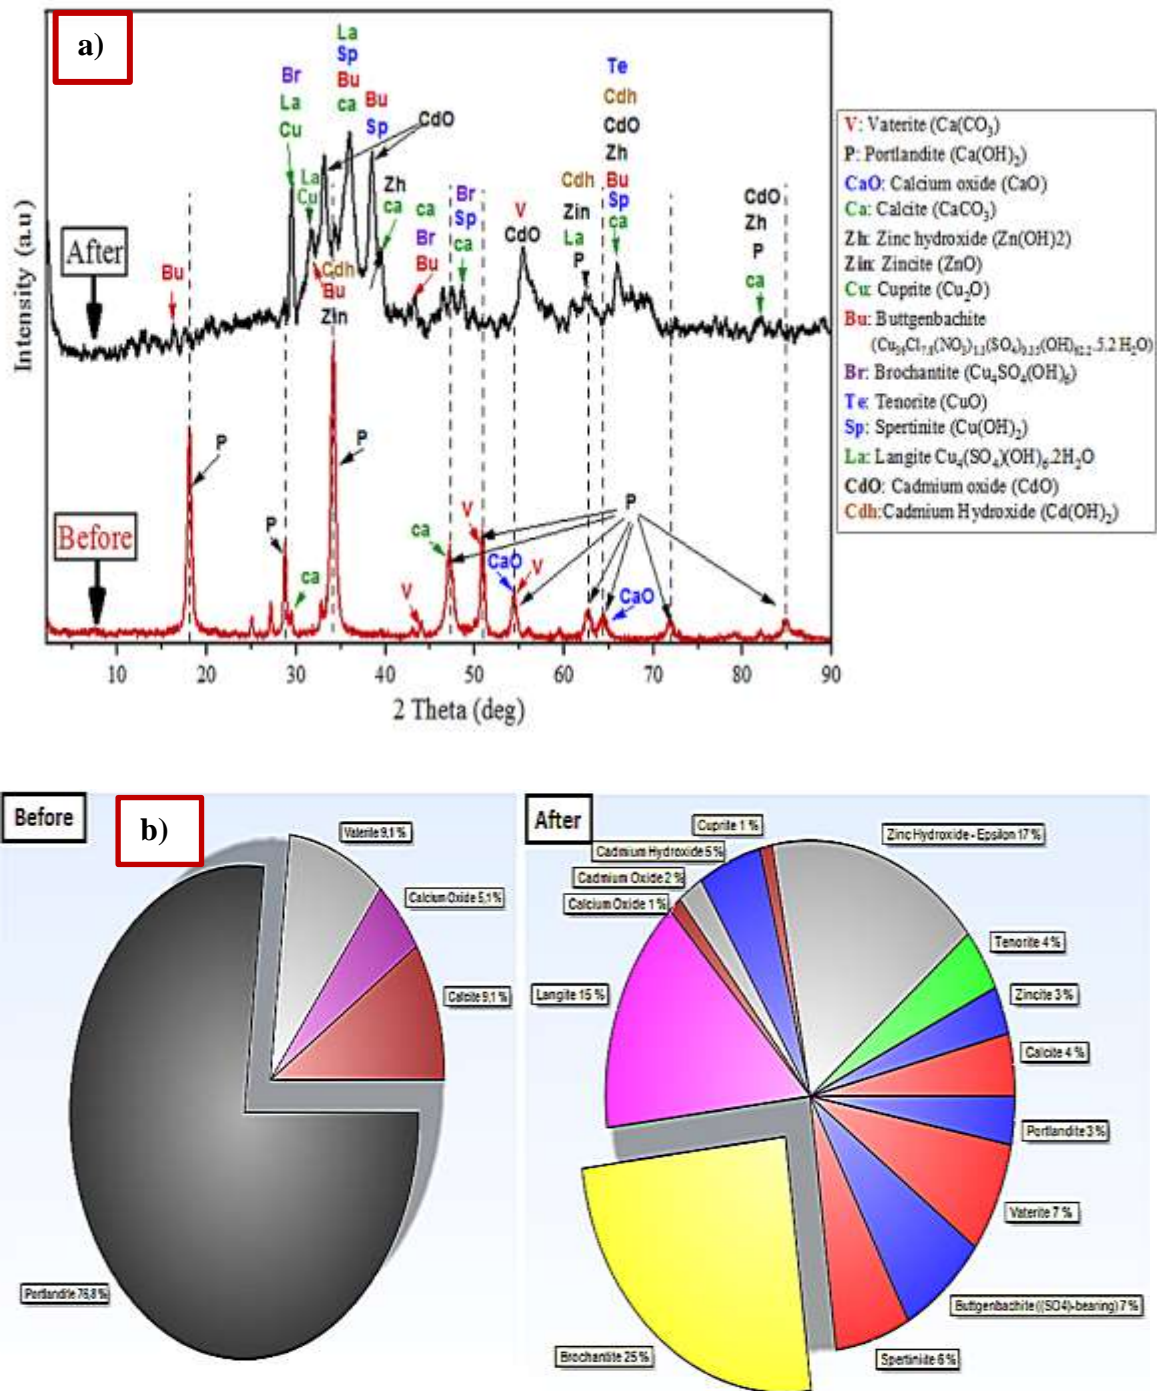 a)
La
Sp
Br
Bu
Bu
La
ca
CdO
Cu
Sp
La
Cu
Zh
ca
ca
Br
Bu
Br
Sp
ca
V
CdO
Cdh
Zin
La
P
Te
Cdh
CdO
Zh
Bu
Sp
ca
CdO
Zh
P
ca
After
Bu
Cdh
Bu
Zin
P
P
P
Before
P
ca
V
ca
V
CaO
V
CaO
Intensity (a.u)
10 20 30 40 50 60 70 80 90
2 Theta (deg)
V: Vaterite (Ca(CO3)
P: Portlandite (Ca(OH)2)
CaO: Calcium oxide (CaO)
Ca: Calcite (CaCO3)
Zh: Zinc hydroxide (Zn(OH)2)
Zin: Zincite (ZnO)
Cu: Cuprite (Cu2O)
Bu: Buttgenbachite
Br: Brochantite (Cu4SO4(OH)6)
Te: Tenorite (CuO)
Sp: Spertinite (Cu(OH)2)
La: Langite Cu4(SO4)(OH)6.2H2O
CdO: Cadmium oxide (CdO)
Cdh:Cadmium Hydroxide (Cd(OH)2)
Before
b)
Vaterite 9,1 %
Calcium Oxide 5,1%
Calcite 9,1 %
Portlandite 76,8 %
After
Cuprite 1 %
Cadmium Hydroxide 5 %
Cadmium Oxide 2 %
Calcium Oxide 1 %
Langite 15 %
Zinc Hydroxide - Epsilon 17 %
Tenorite 4 %
Zincite 3 %
Calcite 4 %
Portlandite 3 %
Vaterite 7 %
Buttgenbachite ((SO4)-bearing) 7 %
Spertiniite 6 %
Brochantite 25 %